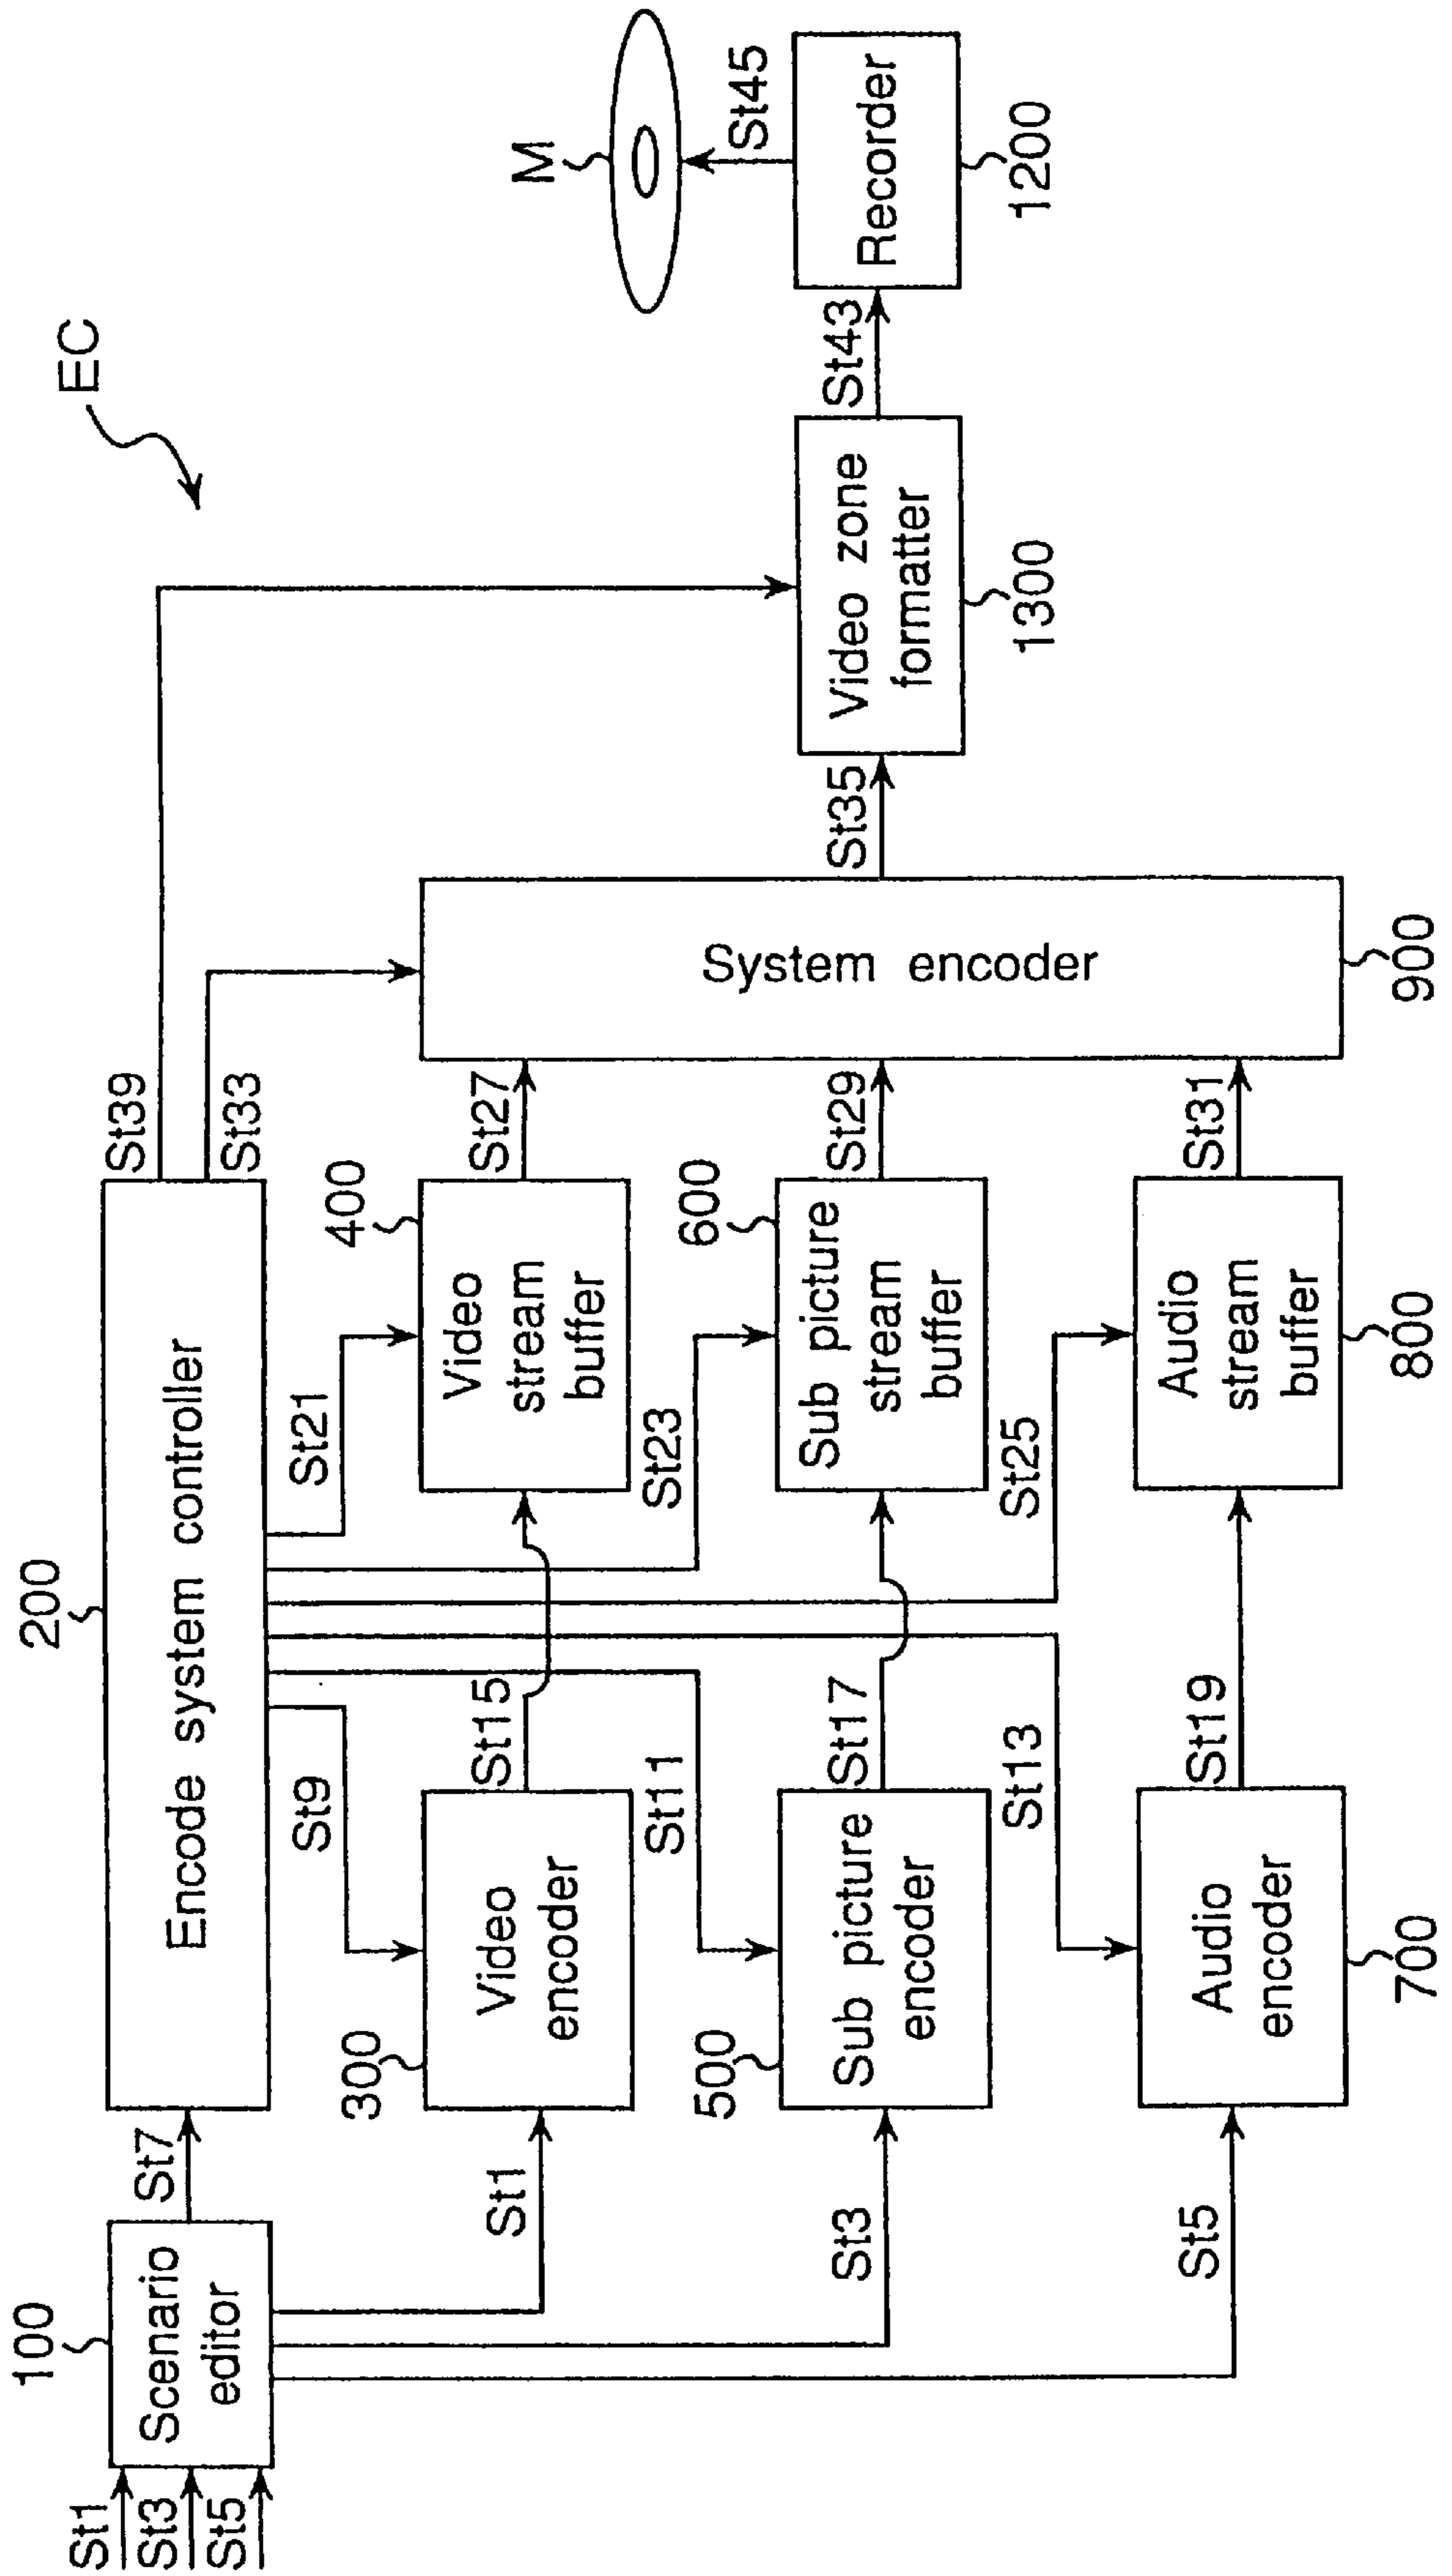 EC
St1
St3
St5
100
Scenario
editor
St7
200
Encode system controller
St39
St33
St1
St3
St5
300
Video
encoder
St9
St15
St21
400
Video
stream
buffer
St27
500
Sub picture
encoder
St11
St17
St23
600
Sub picture
stream
buffer
St29
700
Audio
encoder
St13
St19
St25
800
Audio
stream
buffer
St31
System encoder
900
St35
Video zone
formatter
1300
St43
Recorder
1200
St45
M